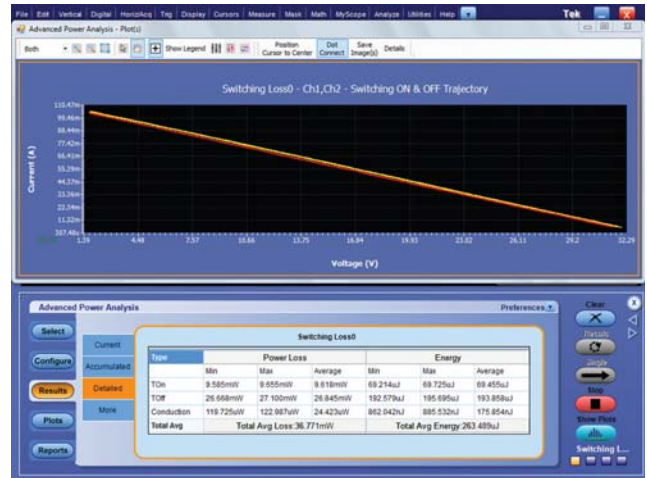 File Edit Vertical Digital Horiz/Acq Trig Display Cursors Measure Mask Math MyScope Analyze Utilities Help Tek
Advanced Power Analysis - Plot(s)
Both Show Legend Position Cursor to Center Dot Connect Save Image(s) Details
Switching Loss0 - Ch1,Ch2 - Switching ON & OFF Trajectory
Current (A)
110.47m
99.46m
88.44m
77.42m
66.41m
55.39m
44.37m
33.36m
22.34m
11.32m
307.48u
1.39 4.48 7.57 10.66 13.75 16.84 19.93 23.02 26.11 29.2 32.29
Voltage (V)
Advanced Power Analysis Preferences
Select
Configure
Results
Plots
Reports
Current
Accumulated
Detailed
More
Switching Loss0
Type Power Loss Energy
Min Max Average Min Max Average
TOn 9.585mW 9.655mW 9.618mW 69.214uJ 69.725uJ 69.455uJ
TOff 26.668mW 27.100mW 26.845mW 192.579uJ 195.695uJ 193.858uJ
Conduction 119.725uW 122.987uW 24.423uW 862.042nJ 885.532nJ 175.854nJ
Total Avg Total Avg Loss:36.771mW Total Avg Energy:263.489uJ
Clear
Recalc
Single
Stop
Show Plots
Switching L...